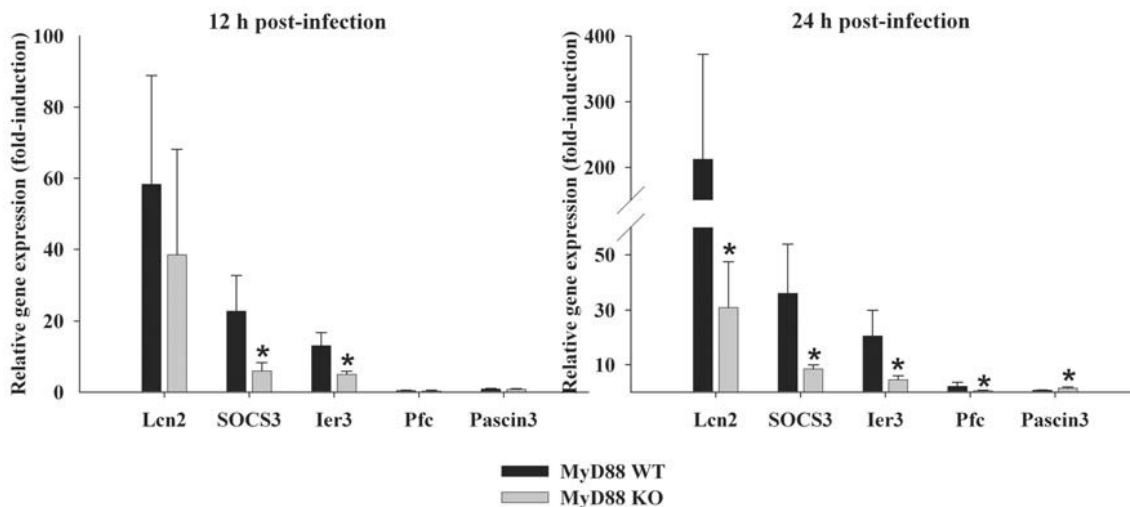 12 h post-infection
Relative gene expression (fold-induction)
100
80
60
40
20
0
*
*
Lcn2 SOCS3 Ier3 Pfc Pascin3
24 h post-infection
Relative gene expression (fold-induction)
400
300
200
50
30
10
*
*
*
*
*
Lcn2 SOCS3 Ier3 Pfc Pascin3
MyD88 WT
MyD88 KO